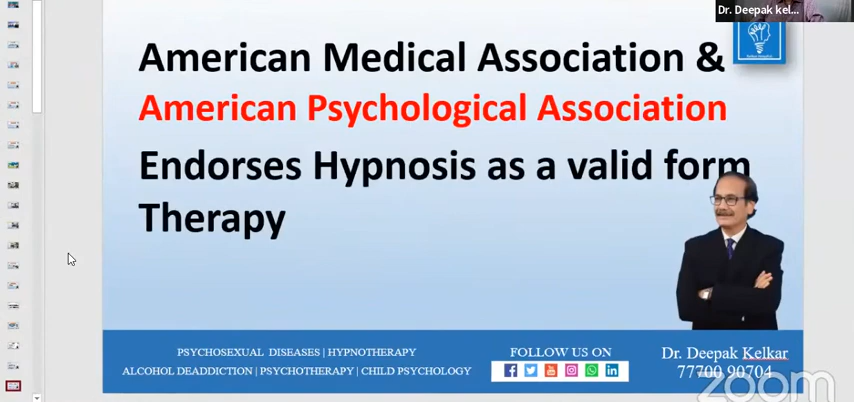 Dr. Deepak kel...
American Medical Association &
American Psychological Association
Endorses Hypnosis as a valid form
Therapy
PSYCHOSEXUAL DISEASES | HYPNOTHERAPY
ALCOHOL DEADDICTION | PSYCHOTHERAPY | CHILD PSYCHOLOGY
FOLLOW US ON
Dr. Deepak Kelkar
77700 90704
zoom